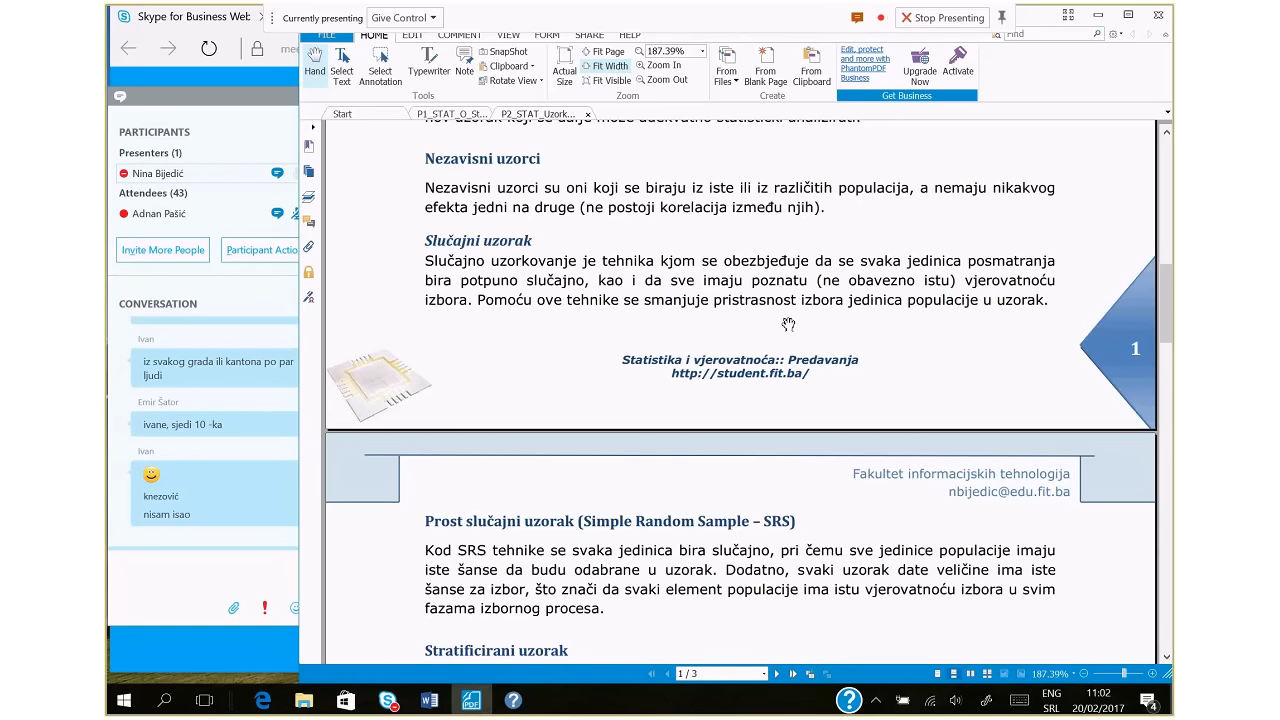 Skype for Business Web
Currently presenting
Give Control
Stop Presenting
FILE
HOME
EDIT
COMMENT
VIEW
FORM
SHARE
HELP
Find
Hand
Select
Text
Select
Annotation
Typewriter
Note
SnapShot
Clipboard
Rotate View
Tools
Actual
Size
Fit Page
Fit Width
Fit Visible
187.39%
Zoom In
Zoom Out
Zoom
From
Files
From
Blank Page
From
Clipboard
Create
Edit, protect
and more with
PhantomPDF
Business
Upgrade
Now
Activate
Get Business
Start
P1_STAT_O_St...
P2_STAT_Uzork...
PARTICIPANTS
Presenters (1)
Nina Bijedić
Attendees (43)
Adnan Pašić
Invite More People
Participant Actio
CONVERSATION
Ivan
iz svakog grada ili kantona po par
ljudi
Emir Šator
ivane, sjedi 10 -ka
Ivan
knezović
nisam isao
Nezavisni uzorci
Nezavisni uzorci su oni koji se biraju iz iste ili iz različitih populacija, a nemaju nikakvog
efekta jedni na druge (ne postoji korelacija između njih).
Slučajni uzorak
Slučajno uzorkovanje je tehnika kjom se obezbjeđuje da se svaka jedinica posmatranja
bira potpuno slučajno, kao i da sve imaju poznatu (ne obavezno istu) vjerovatnoću
izbora. Pomoću ove tehnike se smanjuje pristrasnost izbora jedinica populacije u uzorak.
Statistika i vjerovatnoća:: Predavanja
http://student.fit.ba/
1
Fakultet informacijskih tehnologija
nbijedic@edu.fit.ba
Prost slučajni uzorak (Simple Random Sample – SRS)
Kod SRS tehnike se svaka jedinica bira slučajno, pri čemu sve jedinice populacije imaju
iste šanse da budu odabrane u uzorak. Dodatno, svaki uzorak date veličine ima iste
šanse za izbor, što znači da svaki element populacije ima istu vjerovatnoću izbora u svim
fazama izbornog procesa.
Stratificirani uzorak
1 / 3
187.39%
ENG
SRL
11:02
20/02/2017
4